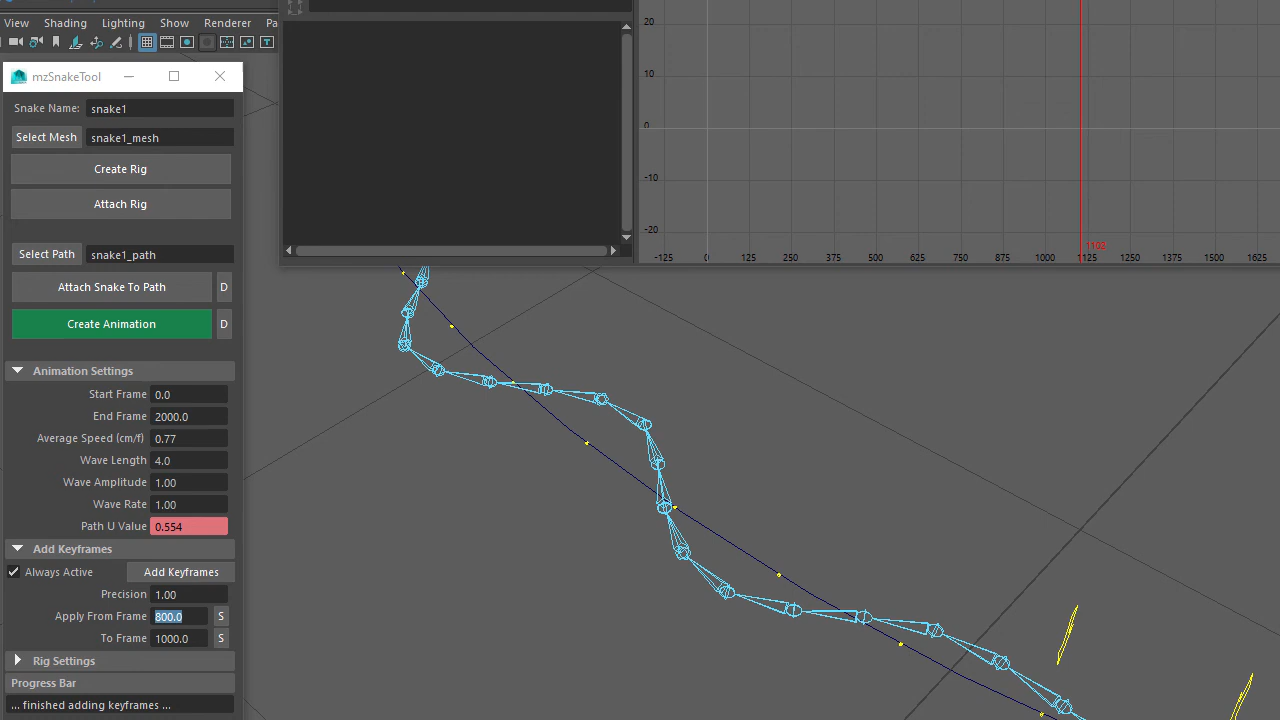 View Shading Lighting Show Renderer Pa
mzSnakeTool
Snake Name: snake1
Select Mesh snake1_mesh
Create Rig
Attach Rig
Select Path snake1_path
Attach Snake To Path D
Create Animation D
Animation Settings
Start Frame 0.0
End Frame 2000.0
Average Speed (cm/f) 0.77
Wave Length 4.0
Wave Amplitude 1.00
Wave Rate 1.00
Path U Value 0.554
Add Keyframes
Always Active Add Keyframes
Precision 1.00
Apply From Frame 800.0 S
To Frame 1000.0 S
Rig Settings
Progress Bar
... finished adding keyframes ...
20
10
0
-10
-20
1102
-125 0 125 250 375 500 625 750 875 1000 1125 1250 1375 1500 1625